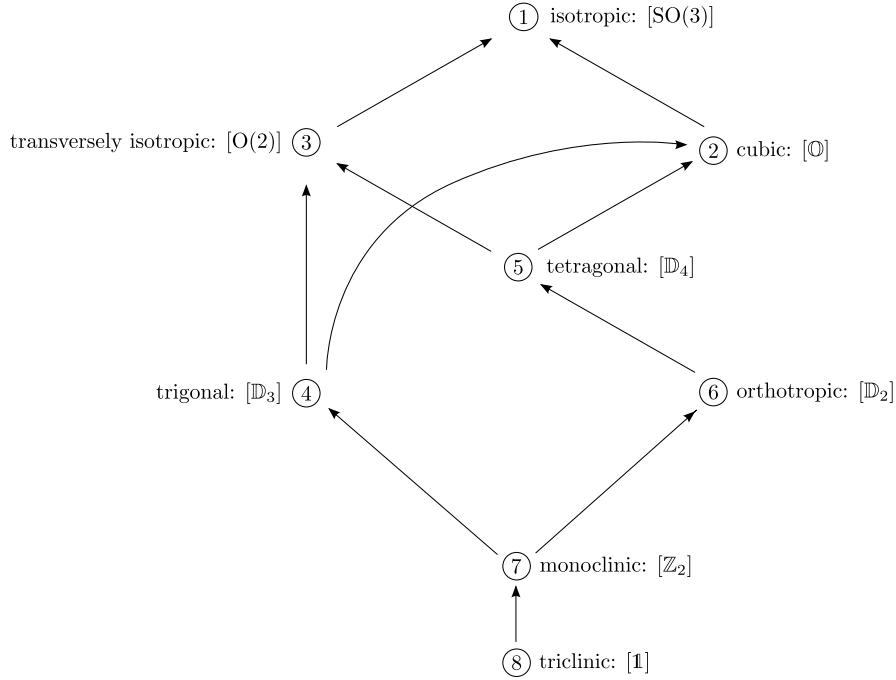 1 isotropic: [SO(3)]
transversely isotropic: [O(2)] 3
2 cubic: [𝕆]
5 tetragonal: [𝔻₄]
trigonal: [𝔻₃] 4
6 orthotropic: [𝔻₂]
7 monoclinic: [ℤ₂]
8 triclinic: [𝟙]